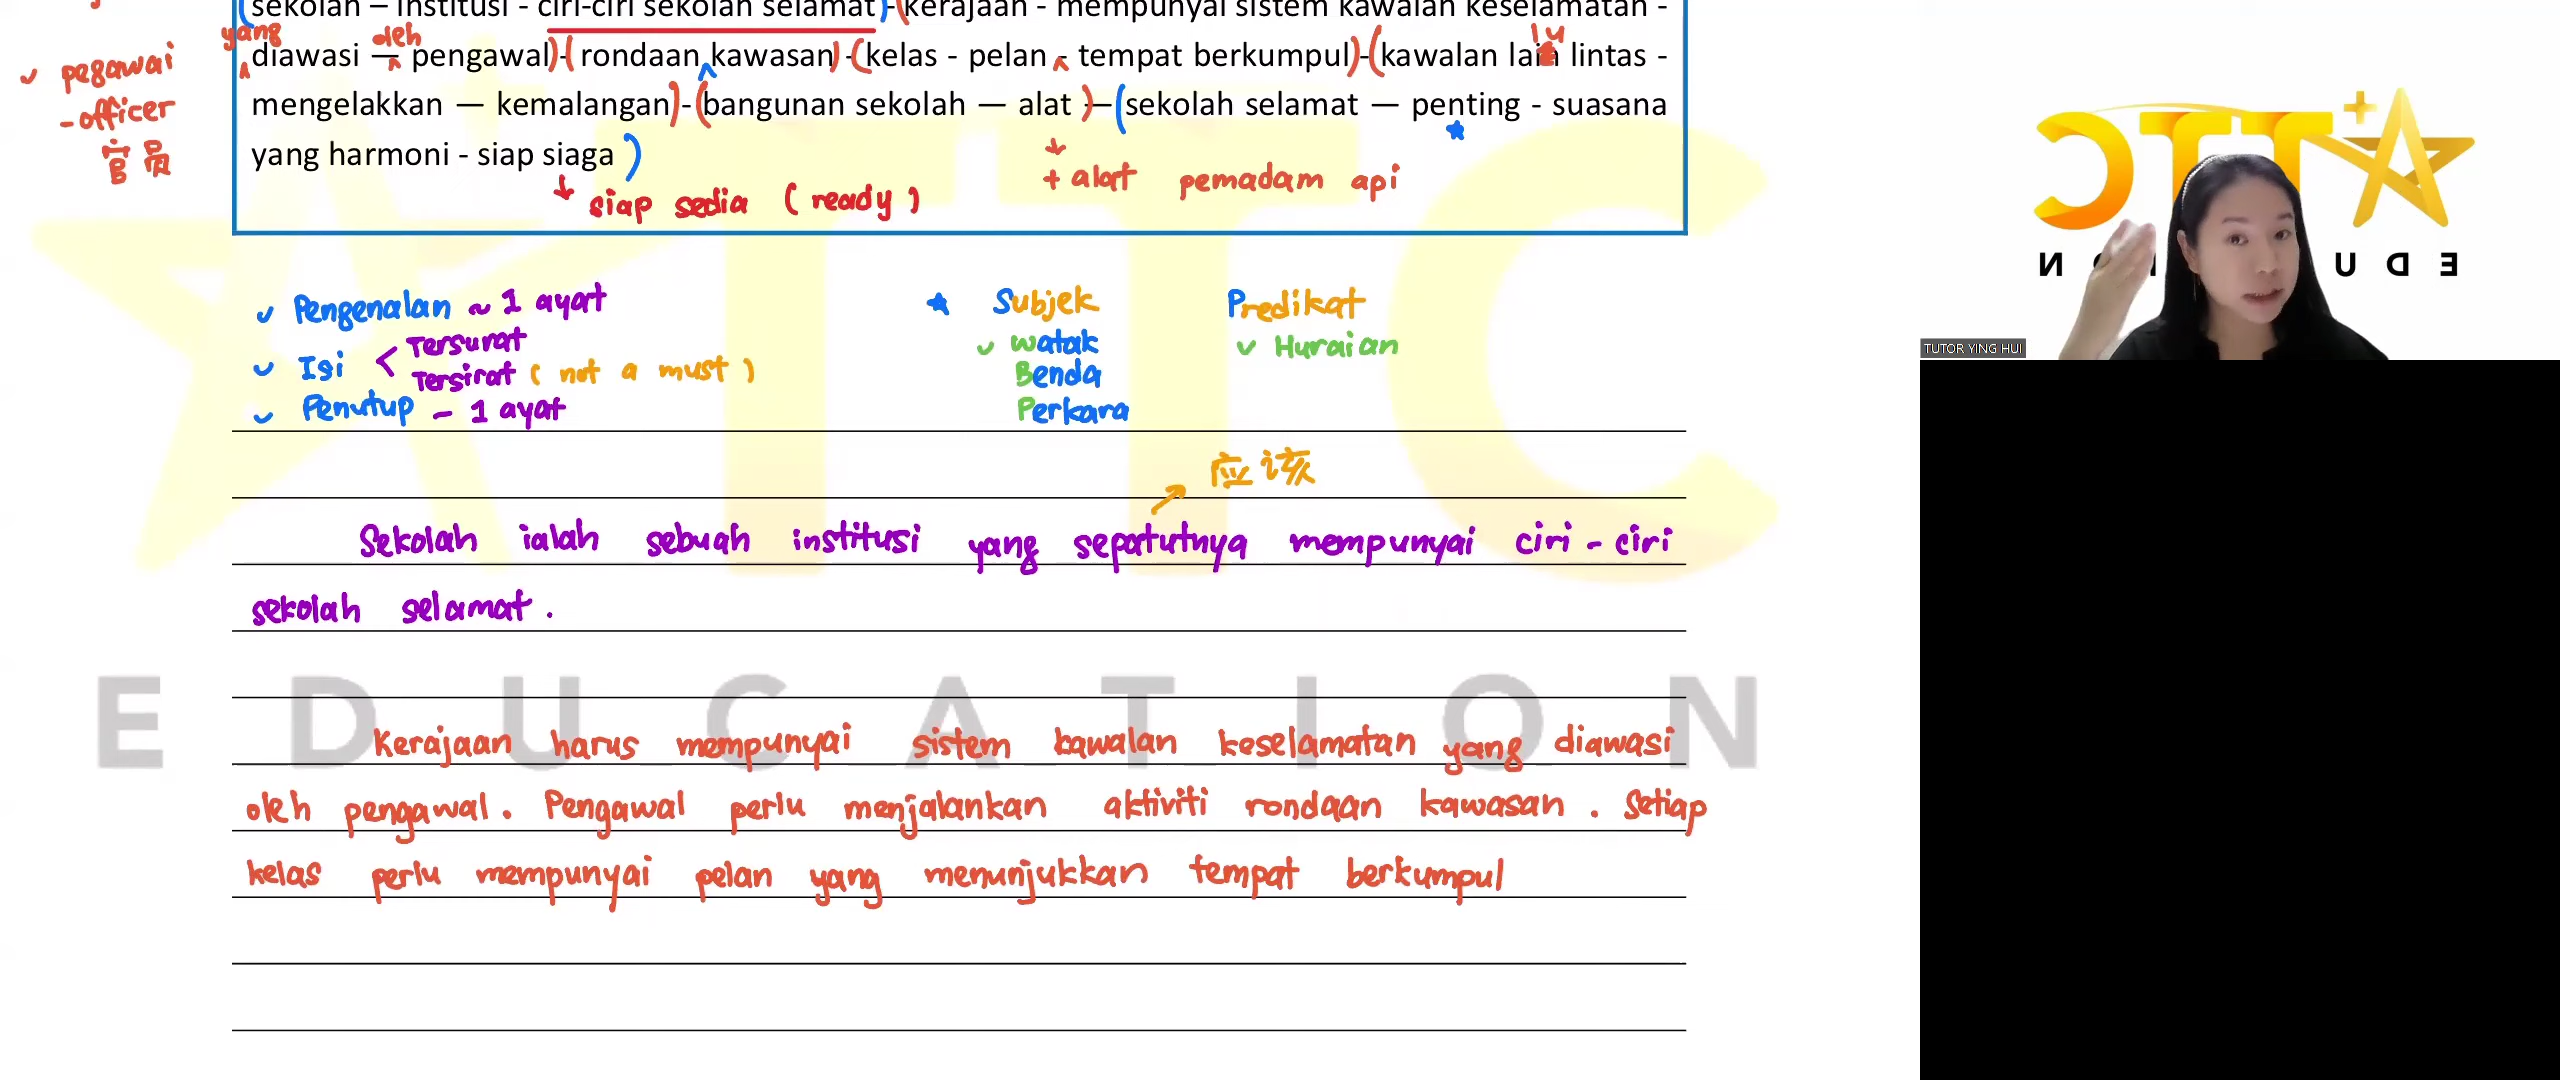 (sekolah – institusi - ciri-ciri sekolah selamat)-(kerajaan - mempunyai sistem kawalan keselamatan -
yang oleh lu
diawasi — pengawal)-( rondaan kawasan) -(kelas - pelan - tempat berkumpul)-(kawalan lain lintas -
mengelakkan — kemalangan)-(bangunan sekolah — alat )—(sekolah selamat — penting - suasana
yang harmoni - siap siaga )
✓ pegawai
-officer
官员
siap sedia ( ready )
+ alat pemadam api
✓ Pengenalan ~ 1 ayat
✓ Isi < Tersurat
Tersirat ( not a must )
✓ Penutup – 1 ayat
★ Subjek Predikat
✓ Watak ✓ Huraian
Benda
Perkara
应该
Sekolah ialah sebuah institusi yang sepatutnya mempunyai ciri - ciri
sekolah selamat .
EDUCATION
Kerajaan harus mempunyai sistem kawalan keselamatan yang diawasi
oleh pengawal. Pengawal perlu menjalankan aktiviti rondaan kawasan . Setiap
kelas perlu mempunyai pelan yang menunjukkan tempat berkumpul
TUTOR YING HUI